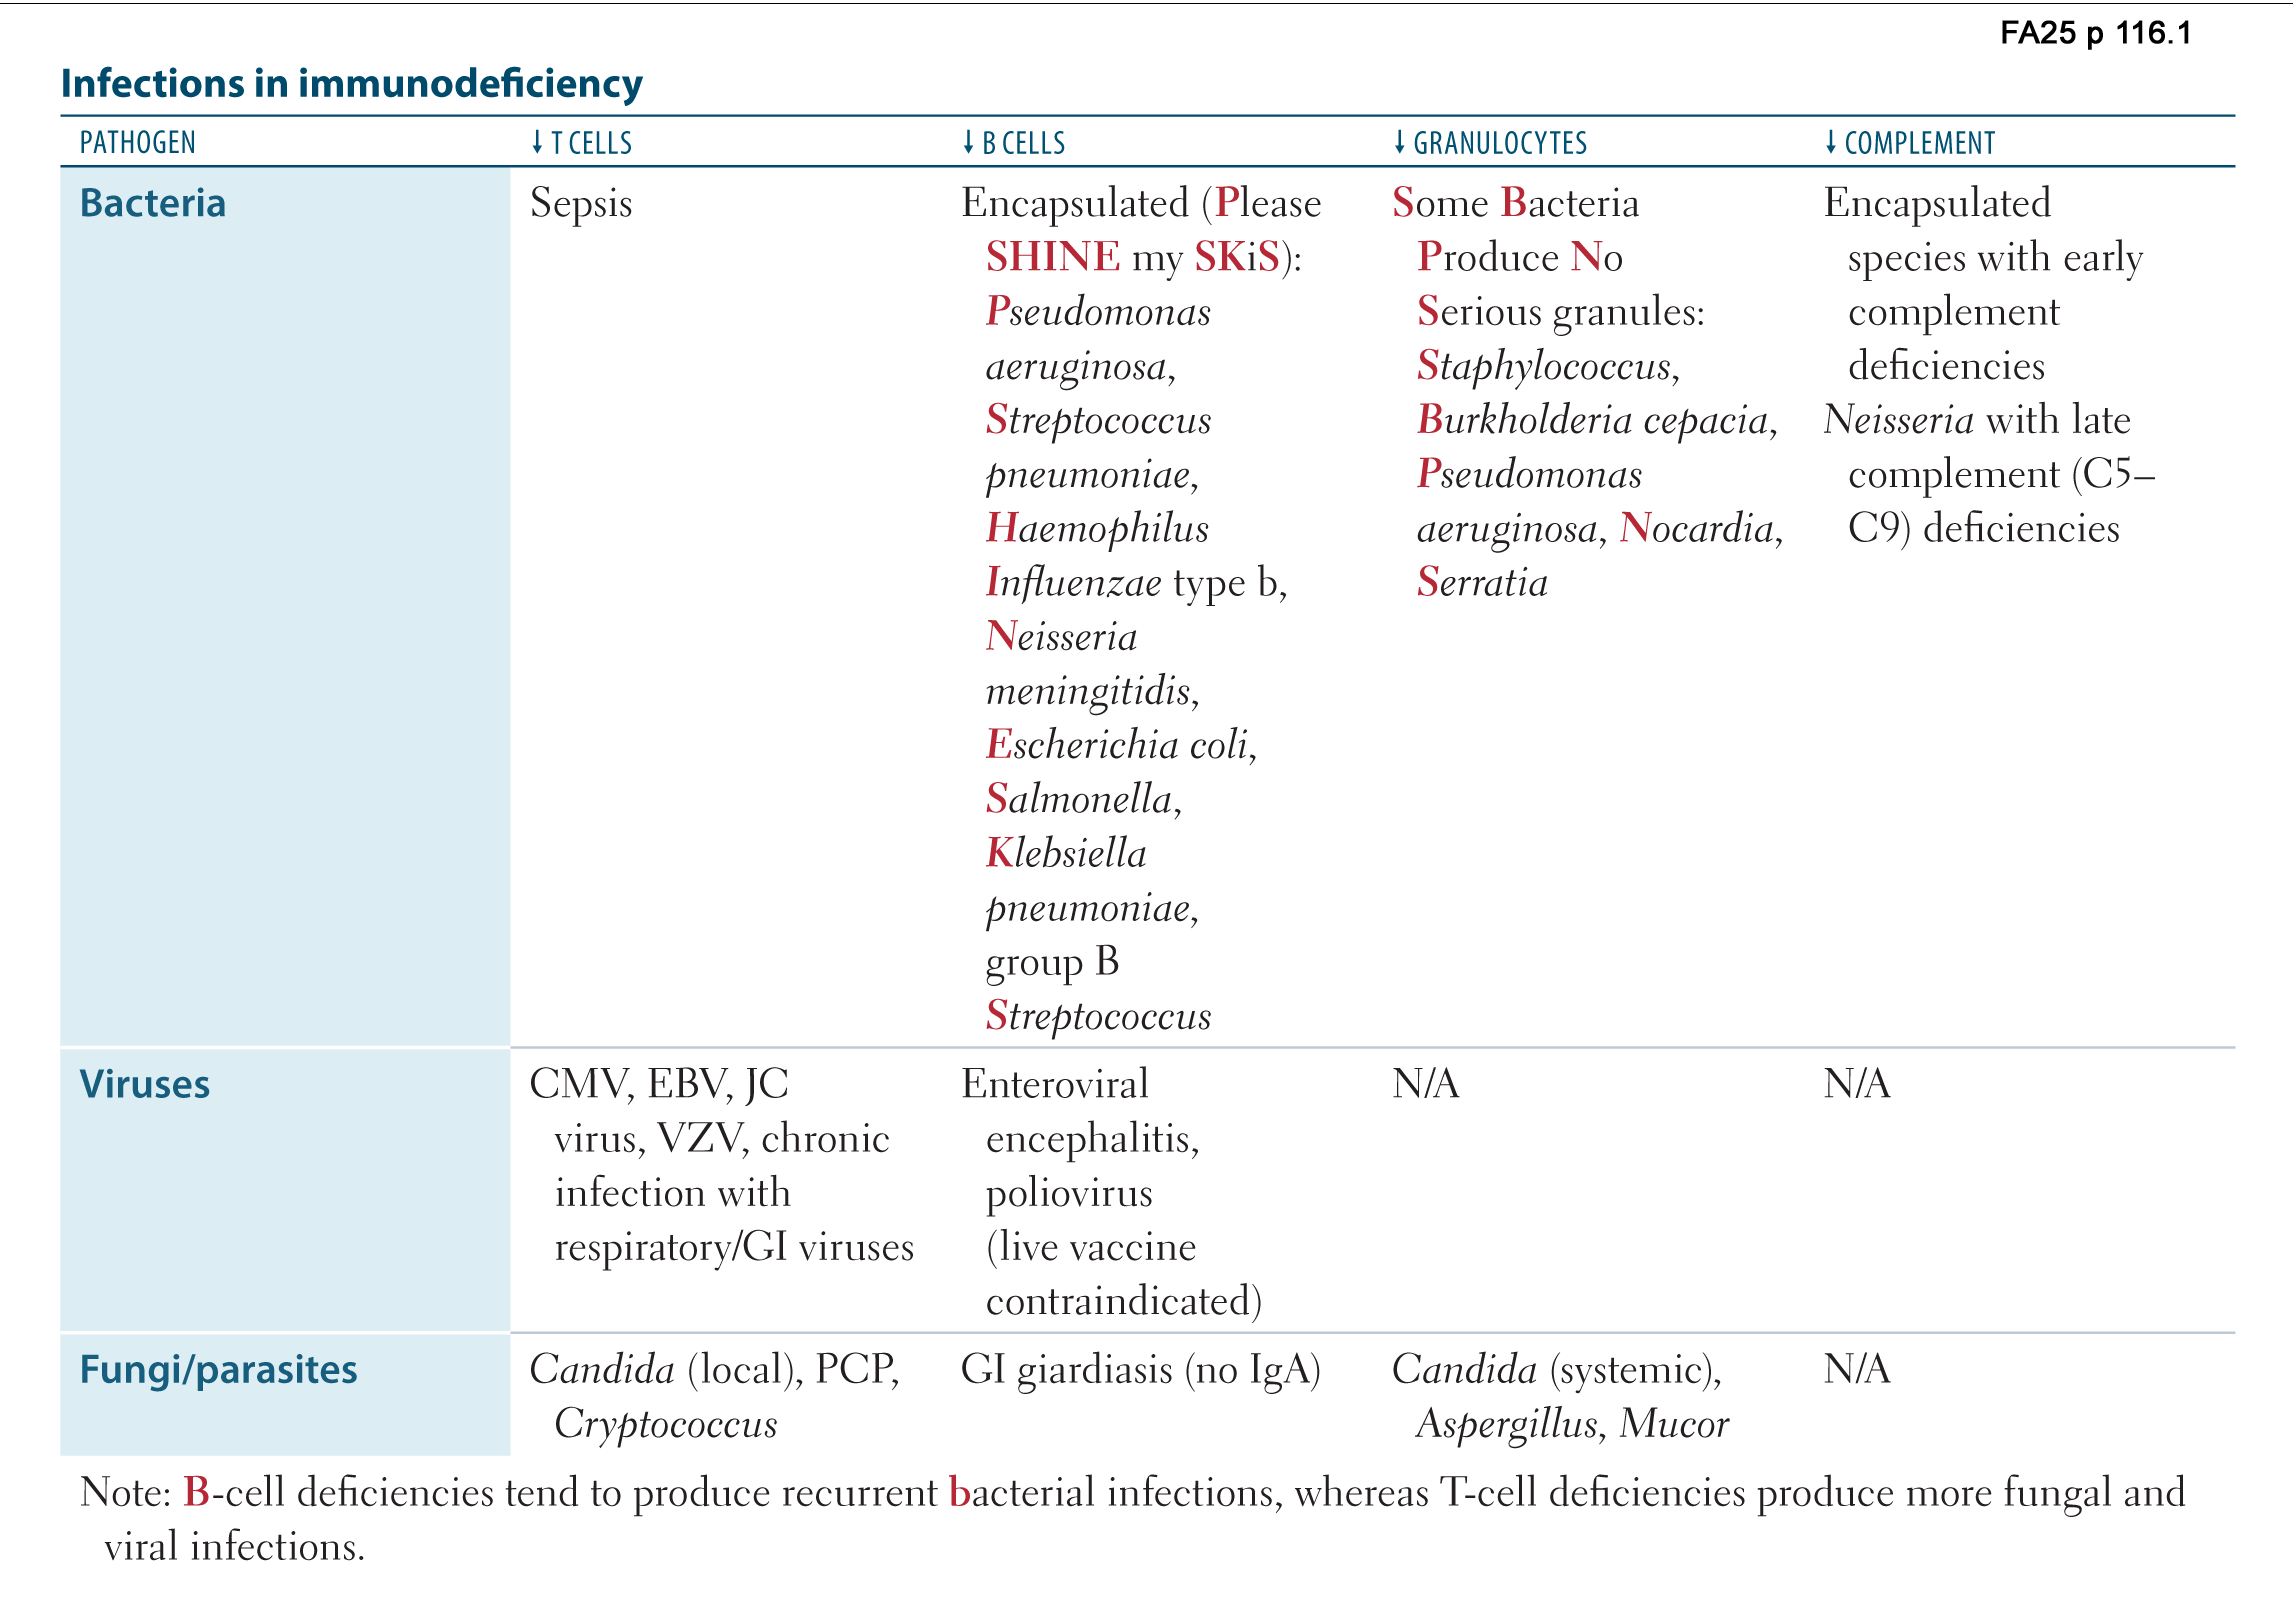 FA25 p 116.1
Infections in immunodeficiency
PATHOGEN
↓ T CELLS
↓ B CELLS
↓ GRANULOCYTES
↓ COMPLEMENT
Bacteria
Sepsis
Encapsulated (Please
SHINE my SKiS):
Pseudomonas
aeruginosa,
Streptococcus
pneumoniae,
Haemophilus
Influenzae type b,
Neisseria
meningitidis,
Escherichia coli,
Salmonella,
Klebsiella
pneumoniae,
group B
Streptococcus
Some Bacteria
Produce No
Serious granules:
Staphylococcus,
Burkholderia cepacia,
Pseudomonas
aeruginosa, Nocardia,
Serratia
Encapsulated
species with early
complement
deficiencies
Neisseria with late
complement (C5–
C9) deficiencies
Viruses
CMV, EBV, JC
virus, VZV, chronic
infection with
respiratory/GI viruses
Enteroviral
encephalitis,
poliovirus
(live vaccine
contraindicated)
N/A
N/A
Fungi/parasites
Candida (local), PCP,
Cryptococcus
GI giardiasis (no IgA)
Candida (systemic),
Aspergillus, Mucor
N/A
Note: B-cell deficiencies tend to produce recurrent bacterial infections, whereas T-cell deficiencies produce more fungal and
viral infections.